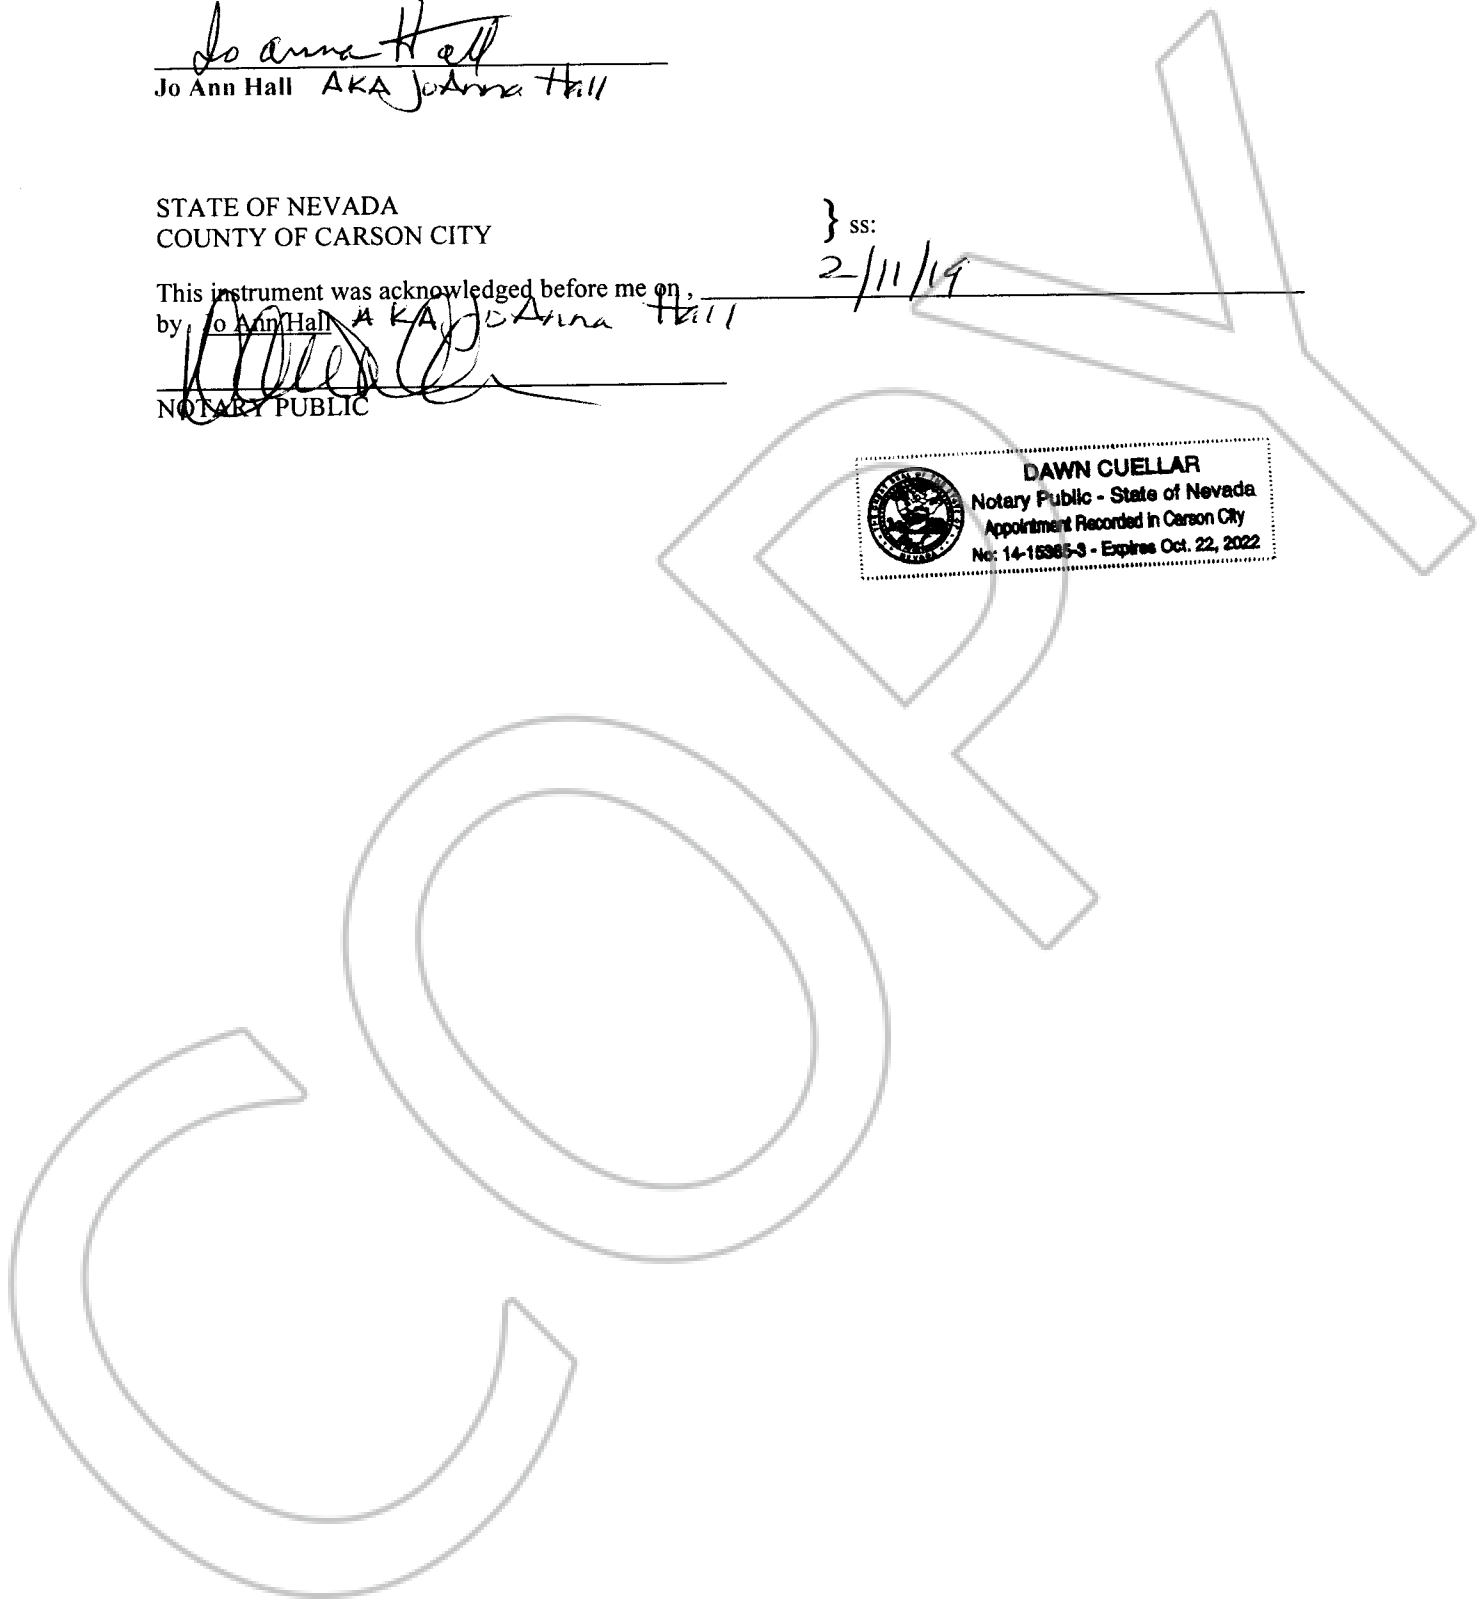 Jo anna Hall
Jo Ann Hall AKA JoAnna Hall
STATE OF NEVADA
COUNTY OF CARSON CITY
} ss:
This instrument was acknowledged before me on , 2/11/19
by Jo Ann Hall AKA JoAnna Hall
NOTARY PUBLIC
DAWN CUELLAR
Notary Public - State of Nevada
Appointment Recorded in Carson City
No: 14-15365-3 - Expires Oct. 22, 2022
COPY